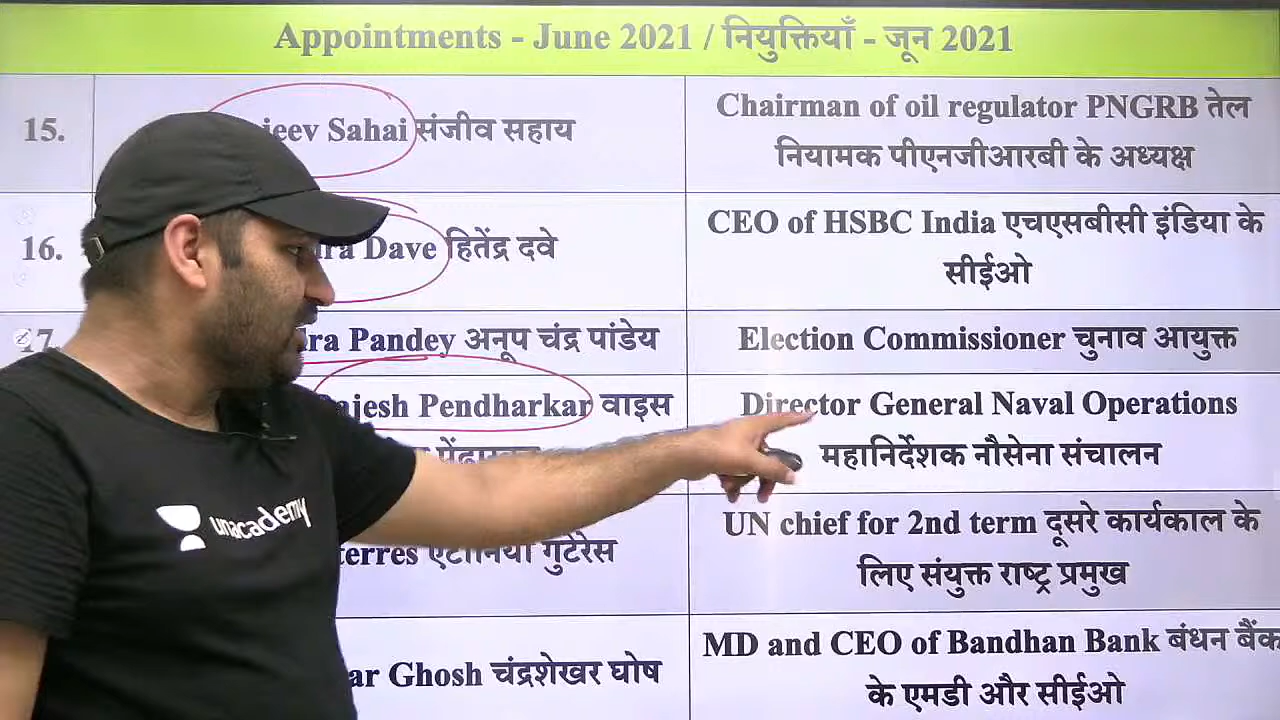 Appointments - June 2021 / नियुक्तियाँ - जून 2021
15.
jeev Sahai संजीव सहाय
Chairman of oil regulator PNGRB तेल
नियामक पीएनजीआरबी के अध्यक्ष
16.
ra Dave हितेंद्र दवे
CEO of HSBC India एचएसबीसी इंडिया के
सीईओ
17.
ra Pandey अनूप चंद्र पांडेय
Election Commissioner चुनाव आयुक्त
ajesh Pendharkar वाइस
Director General Naval Operations
महानिर्देशक नौसेना संचालन
terres एंटोनियो गुटेरेस
UN chief for 2nd term दूसरे कार्यकाल के
लिए संयुक्त राष्ट्र प्रमुख
ar Ghosh चंद्रशेखर घोष
MD and CEO of Bandhan Bank बंधन बैंक
के एमडी और सीईओ
unacademy